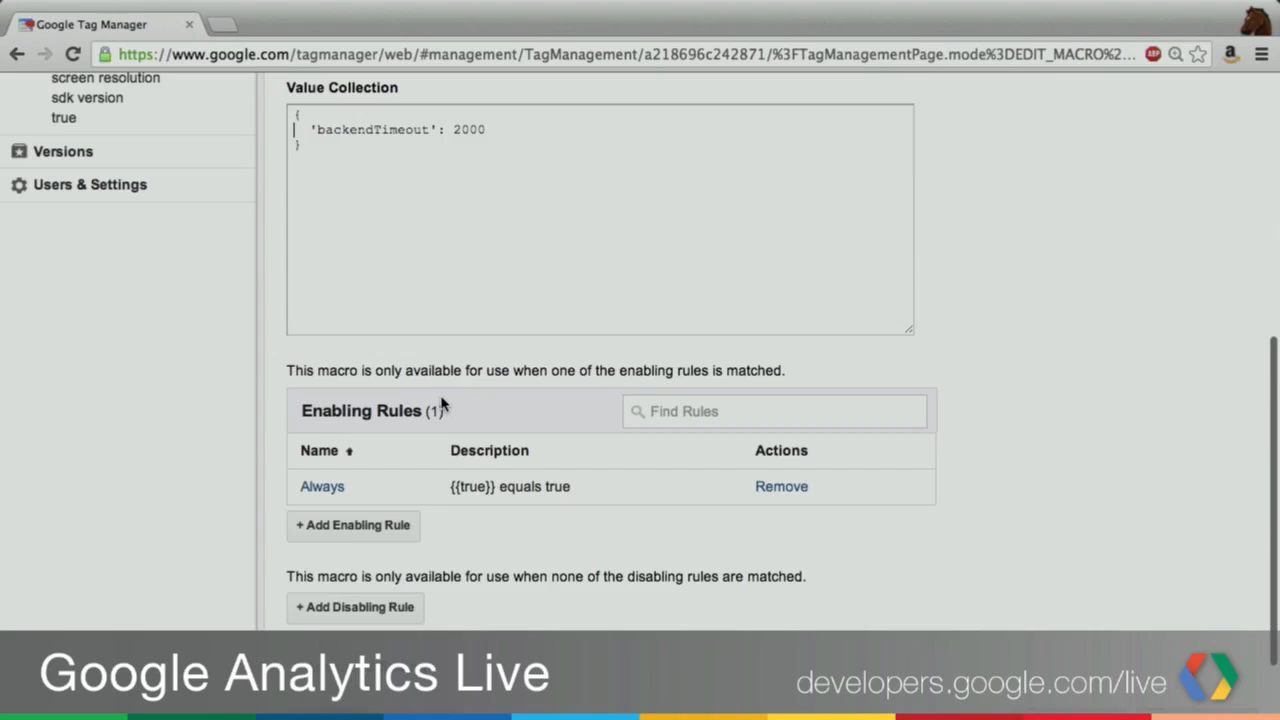 Google Tag Manager
https://www.google.com/tagmanager/web/#management/TagManagement/a218696c242871/%3FTagManagementPage.mode%3DEDIT_MACRO%2...
screen resolution
sdk version
true
Versions
Users & Settings
Value Collection
{
'backendTimeout': 2000
}
This macro is only available for use when one of the enabling rules is matched.
Enabling Rules (1)
Find Rules
Name Description Actions
Always {{true}} equals true Remove
+ Add Enabling Rule
This macro is only available for use when none of the disabling rules are matched.
+ Add Disabling Rule
Google Analytics Live
developers.google.com/live